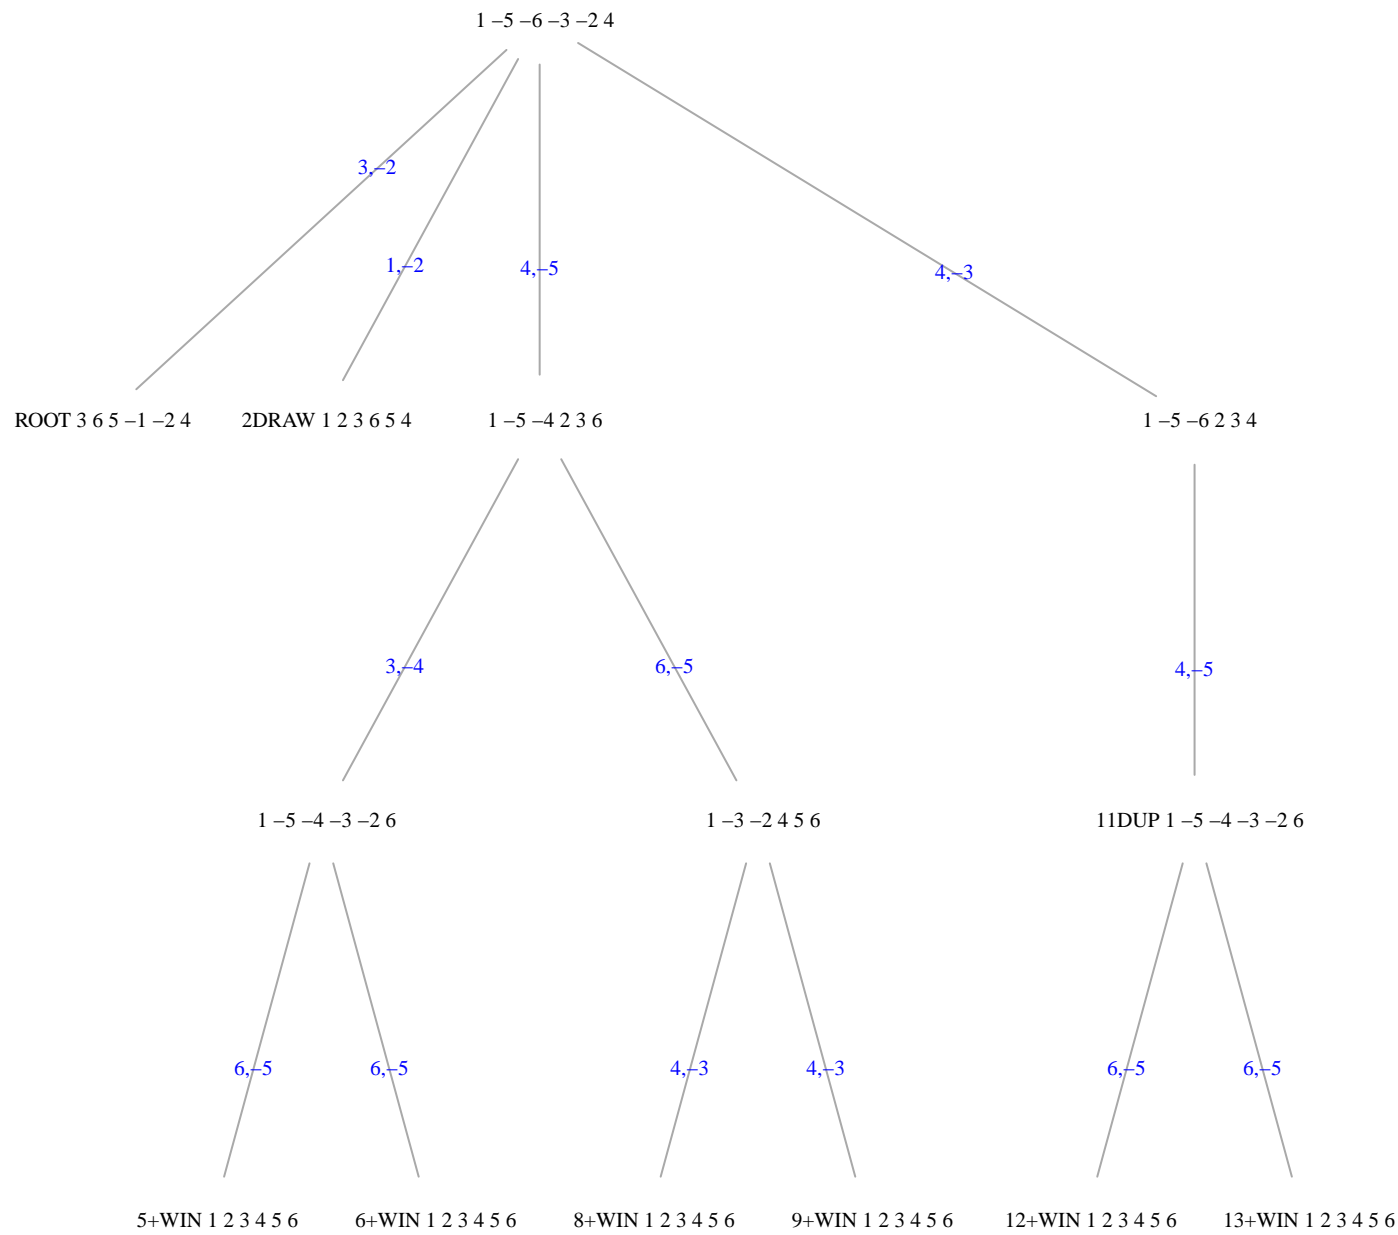 1 –5 –6 –3 –2 4
3,–2
1,–2
4,–5
4,–3
ROOT 3 6 5 –1 –2 4
2DRAW 1 2 3 6 5 4
1 –5 –4 2 3 6
1 –5 –6 2 3 4
3,–4
6,–5
4,–5
1 –5 –4 –3 –2 6
1 –3 –2 4 5 6
11DUP 1 –5 –4 –3 –2 6
6,–5
6,–5
4,–3
4,–3
6,–5
6,–5
5+WIN 1 2 3 4 5 6
6+WIN 1 2 3 4 5 6
8+WIN 1 2 3 4 5 6
9+WIN 1 2 3 4 5 6
12+WIN 1 2 3 4 5 6
13+WIN 1 2 3 4 5 6